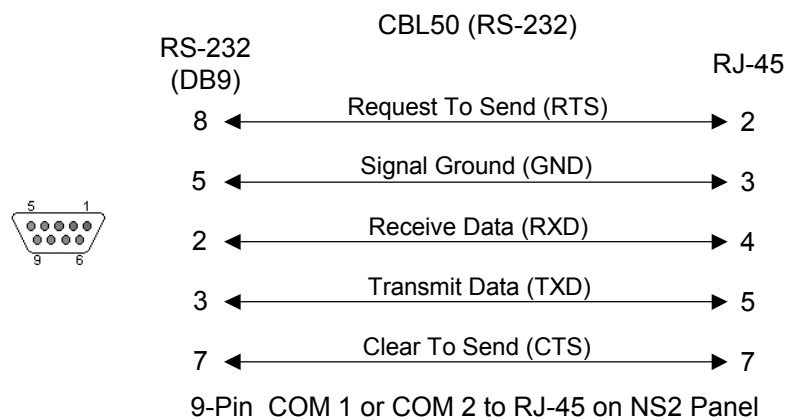 CBL50 (RS-232)
RS-232
(DB9)
RJ-45
8 Request To Send (RTS) 2
5 Signal Ground (GND) 3
5 1
2 Receive Data (RXD) 4
9 6
3 Transmit Data (TXD) 5
7 Clear To Send (CTS) 7
9-Pin COM 1 or COM 2 to RJ-45 on NS2 Panel